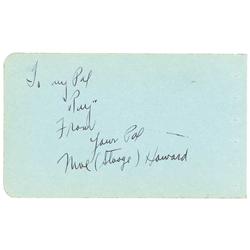 To my Pal
"Ray"
From
Your Pal —
Moe (Stooge) Howard